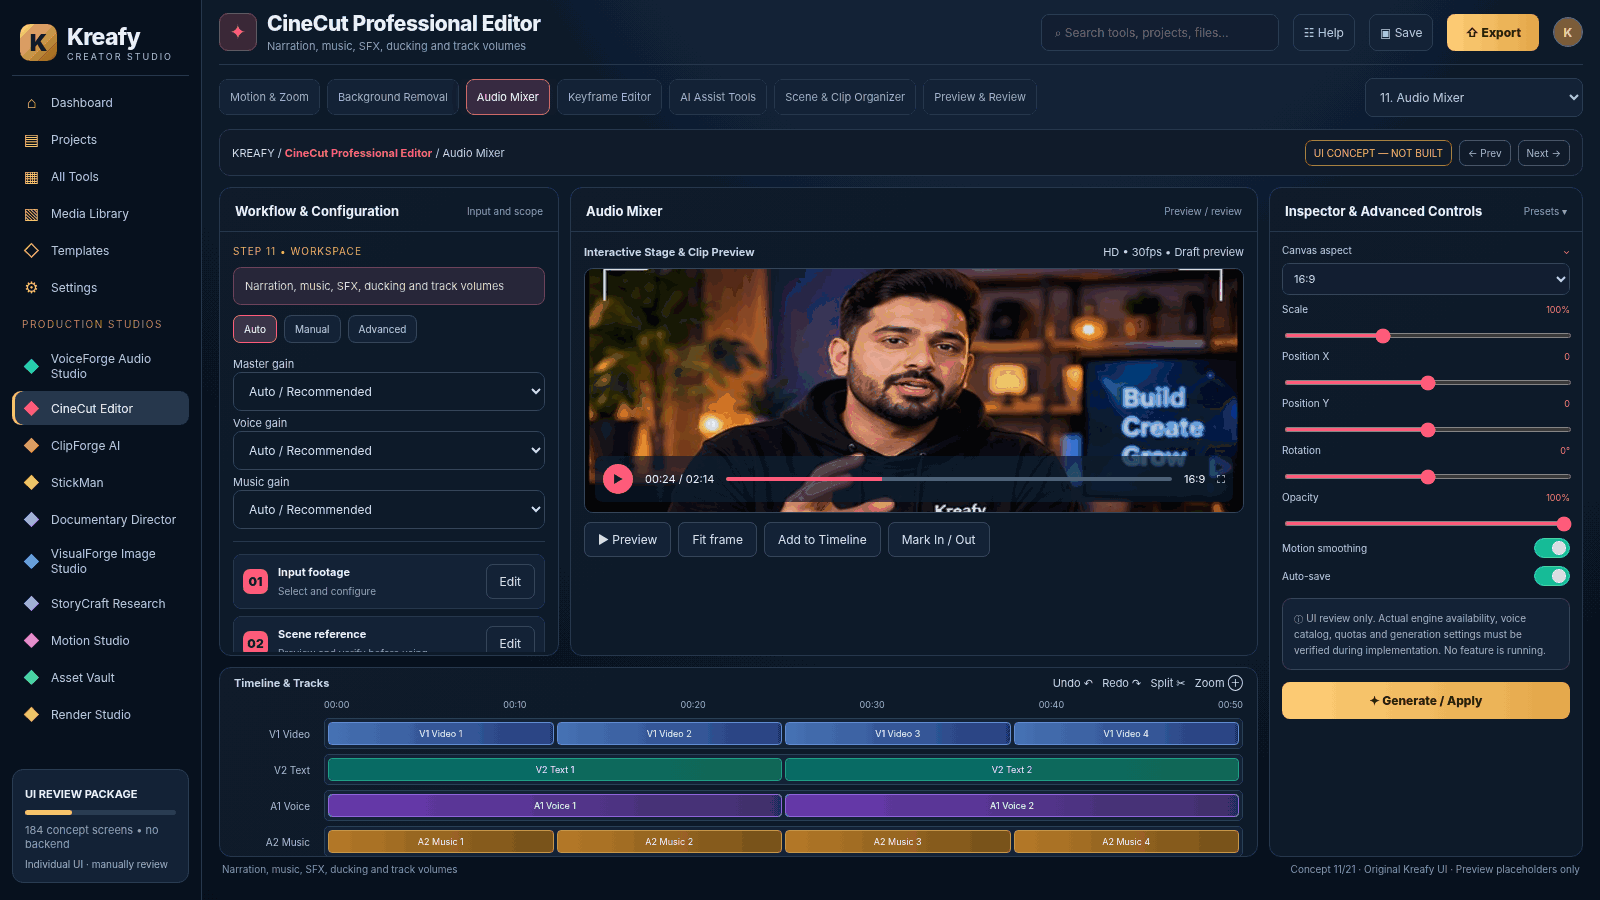 K
Kreafy
CREATOR STUDIO
Dashboard
Projects
All Tools
Media Library
Templates
Settings
PRODUCTION STUDIOS
VoiceForge Audio
Studio
CineCut Editor
ClipForge AI
StickMan
Documentary Director
VisualForge Image
Studio
StoryCraft Research
Motion Studio
Asset Vault
Render Studio
UI REVIEW PACKAGE
184 concept screens • no
backend
Individual UI · manually review
CineCut Professional Editor
Narration, music, SFX, ducking and track volumes
Search tools, projects, files...
Help
Save
Export
K
Motion & Zoom
Background Removal
Audio Mixer
Keyframe Editor
AI Assist Tools
Scene & Clip Organizer
Preview & Review
11. Audio Mixer
KREAFY / CineCut Professional Editor / Audio Mixer
UI CONCEPT — NOT BUILT
← Prev
Next →
Workflow & Configuration
Input and scope
STEP 11 • WORKSPACE
Narration, music, SFX, ducking and track volumes
Auto
Manual
Advanced
Master gain
Auto / Recommended
Voice gain
Auto / Recommended
Music gain
Auto / Recommended
01
Input footage
Select and configure
Edit
02
Scene reference
Preview and verify before using
Edit
Audio Mixer
Preview / review
Interactive Stage & Clip Preview
HD • 30fps • Draft preview
Build
Create
Grow
00:24 / 02:14
16:9
Kreafy
▶ Preview
Fit frame
Add to Timeline
Mark In / Out
Inspector & Advanced Controls
Presets ▾
Canvas aspect
16:9
Scale
100%
Position X
0
Position Y
0
Rotation
0°
Opacity
100%
Motion smoothing
Auto-save
ⓘ UI review only. Actual engine availability, voice
catalog, quotas and generation settings must be
verified during implementation. No feature is running.
✦ Generate / Apply
Timeline & Tracks
Undo ↶
Redo ↷
Split ✂
Zoom ⊕
00:00
00:10
00:20
00:30
00:40
00:50
V1 Video
V1 Video 1
V1 Video 2
V1 Video 3
V1 Video 4
V2 Text
V2 Text 1
V2 Text 2
A1 Voice
A1 Voice 1
A1 Voice 2
A2 Music
A2 Music 1
A2 Music 2
A2 Music 3
A2 Music 4
Narration, music, SFX, ducking and track volumes
Concept 11/21 · Original Kreafy UI · Preview placeholders only